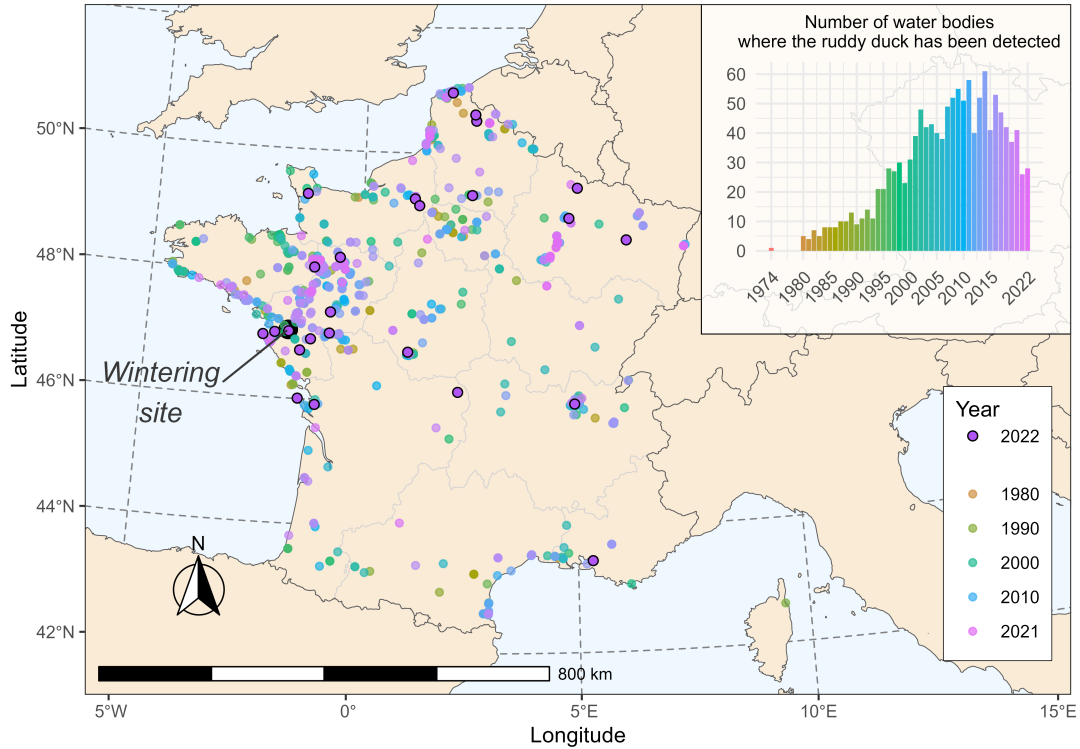 Number of water bodies
where the ruddy duck has been detected
60
50
40
30
20
10
0
1974
1980
1985
1990
1995
2000
2005
2010
2015
2022
50°N
48°N
46°N
44°N
42°N
Latitude
Wintering
site
Year
2022
1980
1990
2000
2010
2021
N
800 km
5°W
0°
5°E
10°E
15°E
Longitude